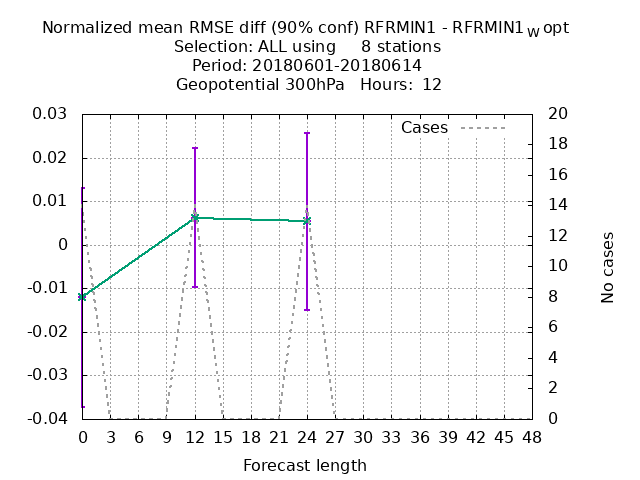 Normalized mean RMSE diff (90% conf) RFRMIN1 - RFRMIN1Wopt
Selection: ALL using 8 stations
Period: 20180601-20180614
Geopotential 300hPa Hours: 12
Cases
0.03
0.02
0.01
0
-0.01
-0.02
-0.03
-0.04
20
18
16
14
12
10
8
6
4
2
0
No cases
0 3 6 9 12 15 18 21 24 27 30 33 36 39 42 45 48
Forecast length